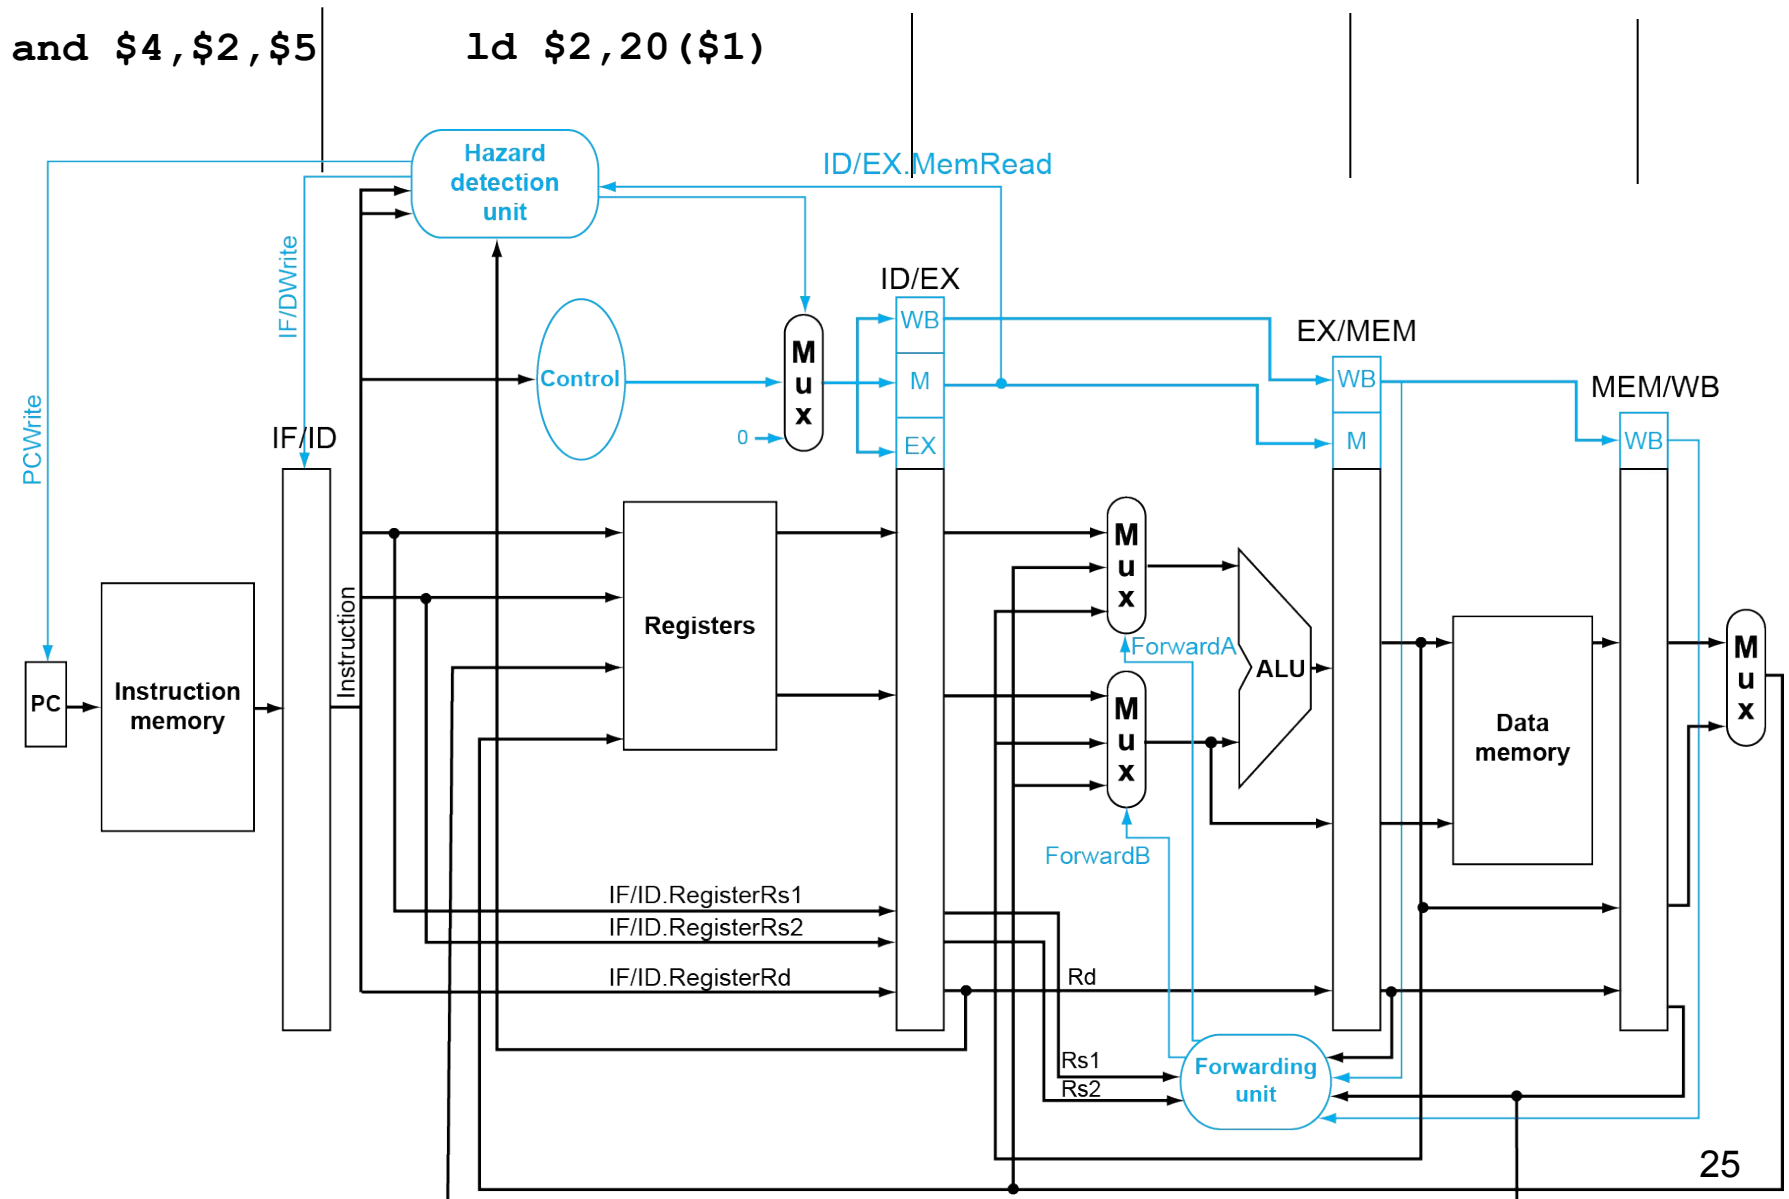 and $4,$2,$5
ld $2,20($1)
Hazard
detection
unit
ID/EX.MemRead
IF/DWrite
PCWrite
ID/EX
WB
M
EX
Control
0
M
u
x
EX/MEM
WB
M
MEM/WB
WB
IF/ID
PC
Instruction
memory
Instruction
Registers
M
u
x
ForwardA
M
u
x
ForwardB
ALU
Data
memory
M
u
x
IF/ID.RegisterRs1
IF/ID.RegisterRs2
IF/ID.RegisterRd
Rd
Rs1
Rs2
Forwarding
unit
25